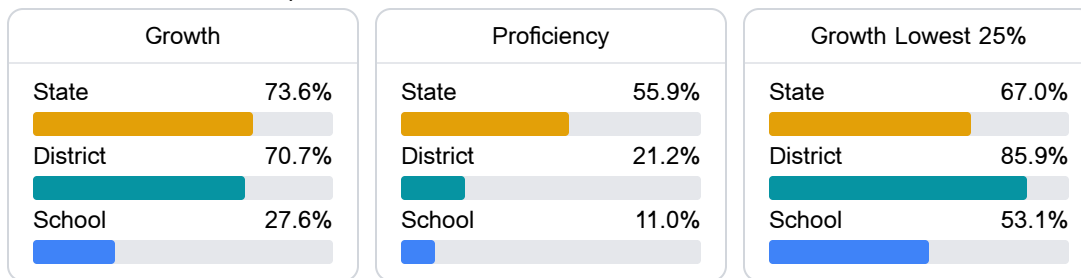 Growth
State 73.6%
District 70.7%
School 27.6%
Proficiency
State 55.9%
District 21.2%
School 11.0%
Growth Lowest 25%
State 67.0%
District 85.9%
School 53.1%